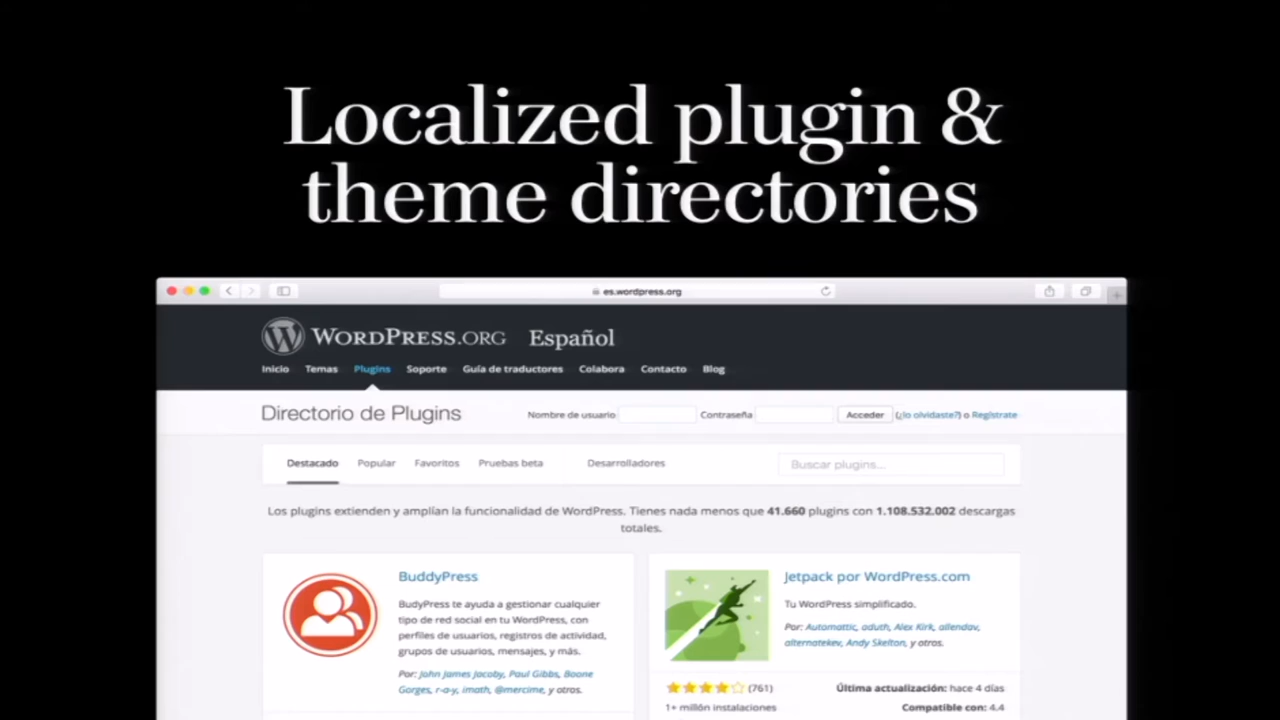 Localized plugin &
theme directories
es.wordpress.org
WORDPRESS.ORG Español
Inicio Temas Plugins Soporte Guía de traductores Colabora Contacto Blog
Directorio de Plugins Nombre de usuario Contraseña Acceder (¿lo olvidaste?) o Regístrate
Destacado Popular Favoritos Pruebas beta Desarrolladores Buscar plugins...
Los plugins extienden y amplían la funcionalidad de WordPress. Tienes nada menos que 41.660 plugins con 1.108.532.002 descargas
totales.
BuddyPress
BudyPress te ayuda a gestionar cualquier
tipo de red social en tu WordPress, con
perfiles de usuarios, registros de actividad,
grupos de usuarios, mensajes, y más.
Por: John James Jacoby, Paul Gibbs, Boone
Gorges, r-a-y, imath, @mercime, y otros.
Jetpack por WordPress.com
Tu WordPress simplificado.
Por: Automattic, aduth, Alex Kirk, allendav,
alternatekev, Andy Skelton, y otros.
(761) Última actualización: hace 4 días
1+ millón instalaciones Compatible con: 4.4